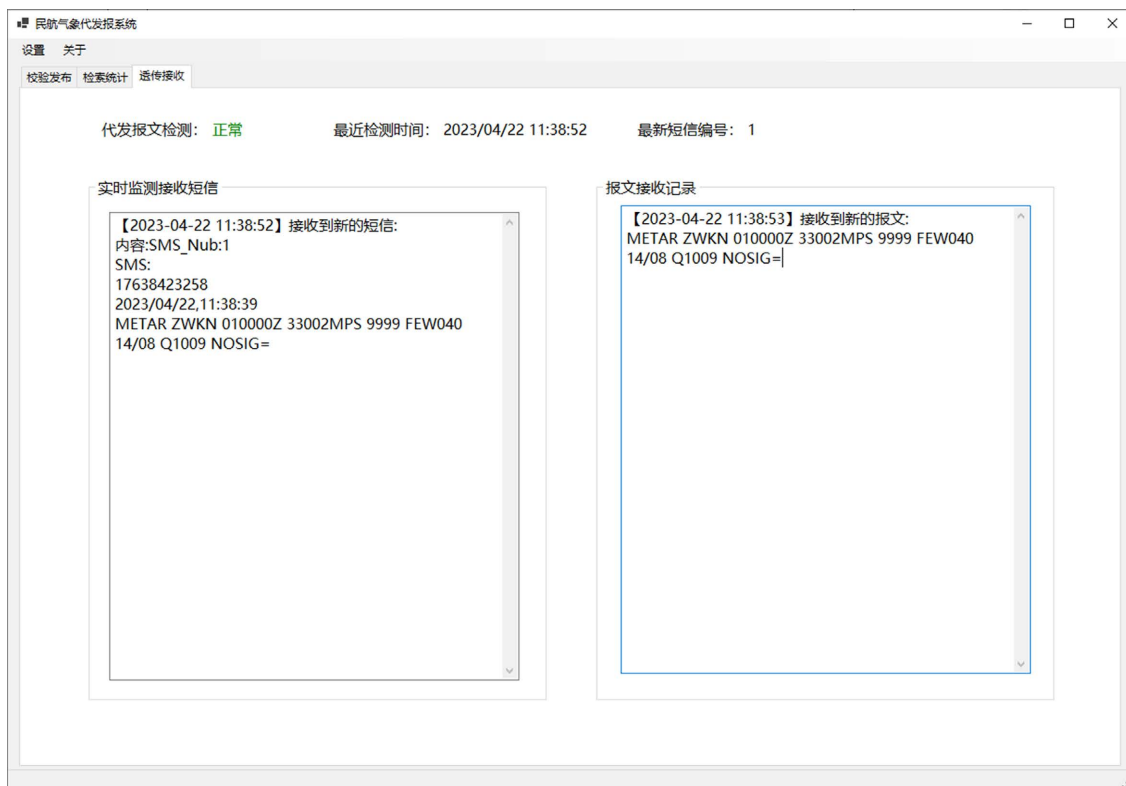 民航气象代发报系统
设置 关于
校验发布 检索统计 透传接收
代发报文检测： 正常 最近检测时间： 2023/04/22 11:38:52 最新短信编号： 1
实时监测接收短信
【2023-04-22 11:38:52】接收到新的短信:
内容:SMS_Nub:1
SMS:
17638423258
2023/04/22,11:38:39
METAR ZWKN 010000Z 33002MPS 9999 FEW040
14/08 Q1009 NOSIG=
报文接收记录
【2023-04-22 11:38:53】接收到新的报文:
METAR ZWKN 010000Z 33002MPS 9999 FEW040
14/08 Q1009 NOSIG=